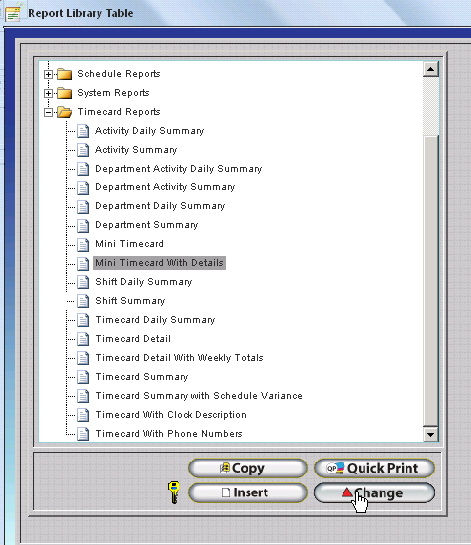 Report Library Table
Schedule Reports
System Reports
Timecard Reports
Activity Daily Summary
Activity Summary
Department Activity Daily Summary
Department Activity Summary
Department Daily Summary
Department Summary
Mini Timecard
Mini Timecard With Details
Shift Daily Summary
Shift Summary
Timecard Daily Summary
Timecard Detail
Timecard Detail With Weekly Totals
Timecard Summary
Timecard Summary with Schedule Variance
Timecard With Clock Description
Timecard With Phone Numbers
Copy QP Quick Print
Insert Change